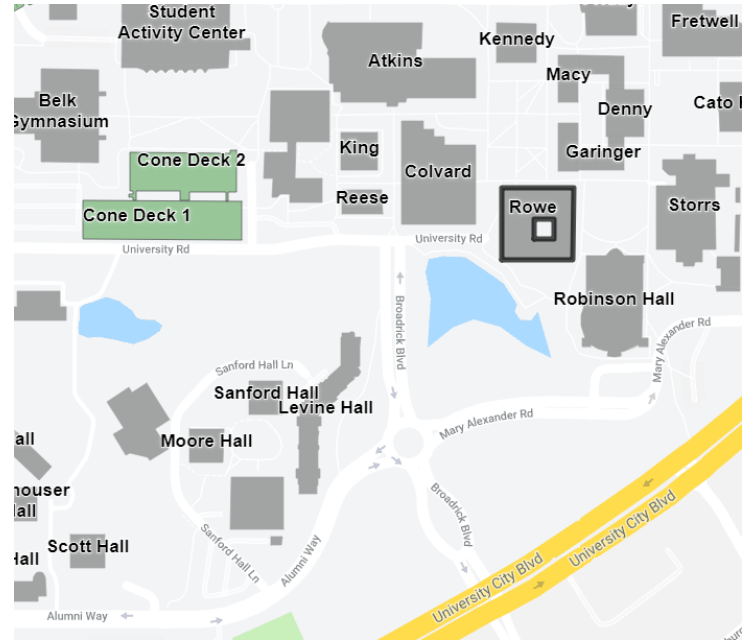 Student
Activity Center
Fretwell
Kennedy
Atkins
Macy
Belk
Gymnasium
Denny
Cato
King
Garinger
Cone Deck 2
Colvard
Reese
Rowe
Storrs
Cone Deck 1
University Rd
University Rd
Robinson Hall
Broadrick Blvd
Mary Alexander Rd
Sanford Hall Ln
Sanford Hall
Levine Hall
Mary Alexander Rd
Moore Hall
Broadrick Blvd
University City Blvd
Scott Hall
Alumni Way
Sanford Hall Ln
University City Blvd
Hall
Alumni Way